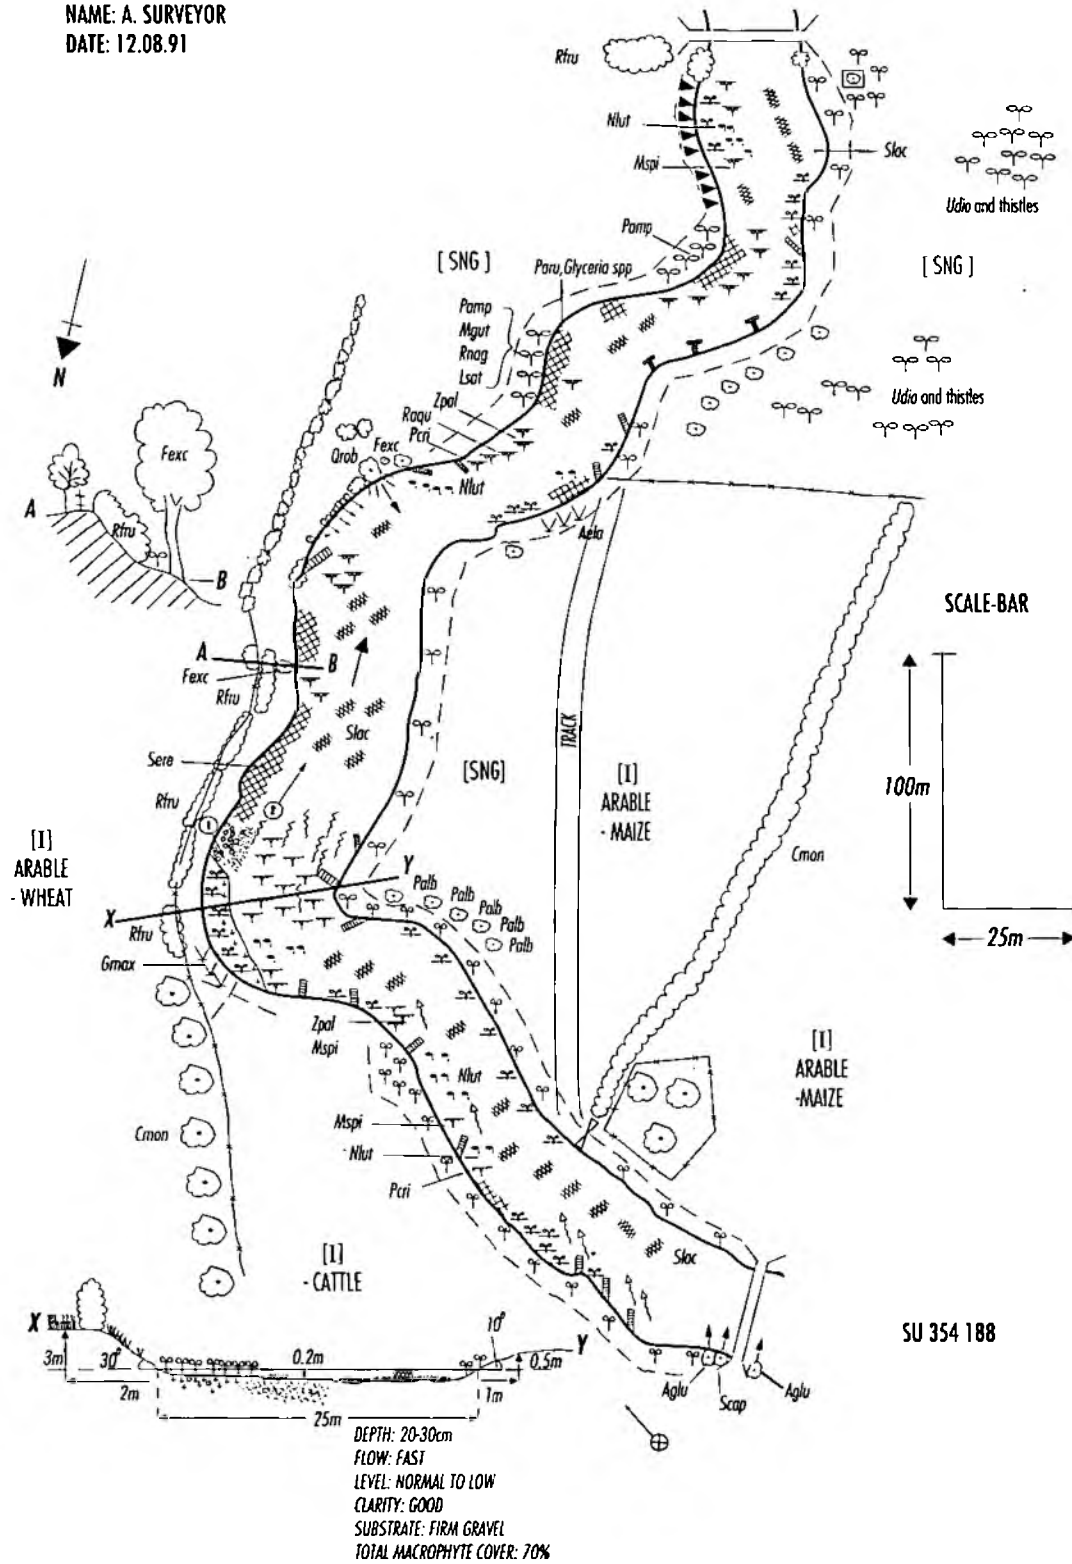 NAME: A. SURVEYOR
DATE: 12.08.91
Rfru
Nlut
Mspi
Slac
Udio and thistles
Pamp
[ SNG ]
[ SNG ]
Paru, Glyceria spp
Pamp
Mgut
Rnag
Lsat
Udio and thistles
N
Zpal
Raqu
Pcri
Fexc
Qrob
Fexc
Nlut
A
Rfru
Aela
B
SCALE-BAR
A
B
Fexc
Rfru
Slac
TRACK
Sere
[SNG]
[I]
ARABLE
- MAIZE
100m
Rfru
[I]
ARABLE
- WHEAT
Cmon
Y
Palb
Palb
Palb
Palb
Palb
X
Rfru
25m
Gmax
Zpal
Mspi
[I]
ARABLE
-MAIZE
Nlut
Cmon
Mspi
Nlut
Pcri
[I]
- CATTLE
Slac
X
10°
Y
SU 354 188
3m
30°
0.2m
0.5m
2m
1m
Aglu
Scap
Aglu
25m
DEPTH: 20-30cm
FLOW: FAST
LEVEL: NORMAL TO LOW
CLARITY: GOOD
SUBSTRATE: FIRM GRAVEL
TOTAL MACROPHYTE COVER: 70%